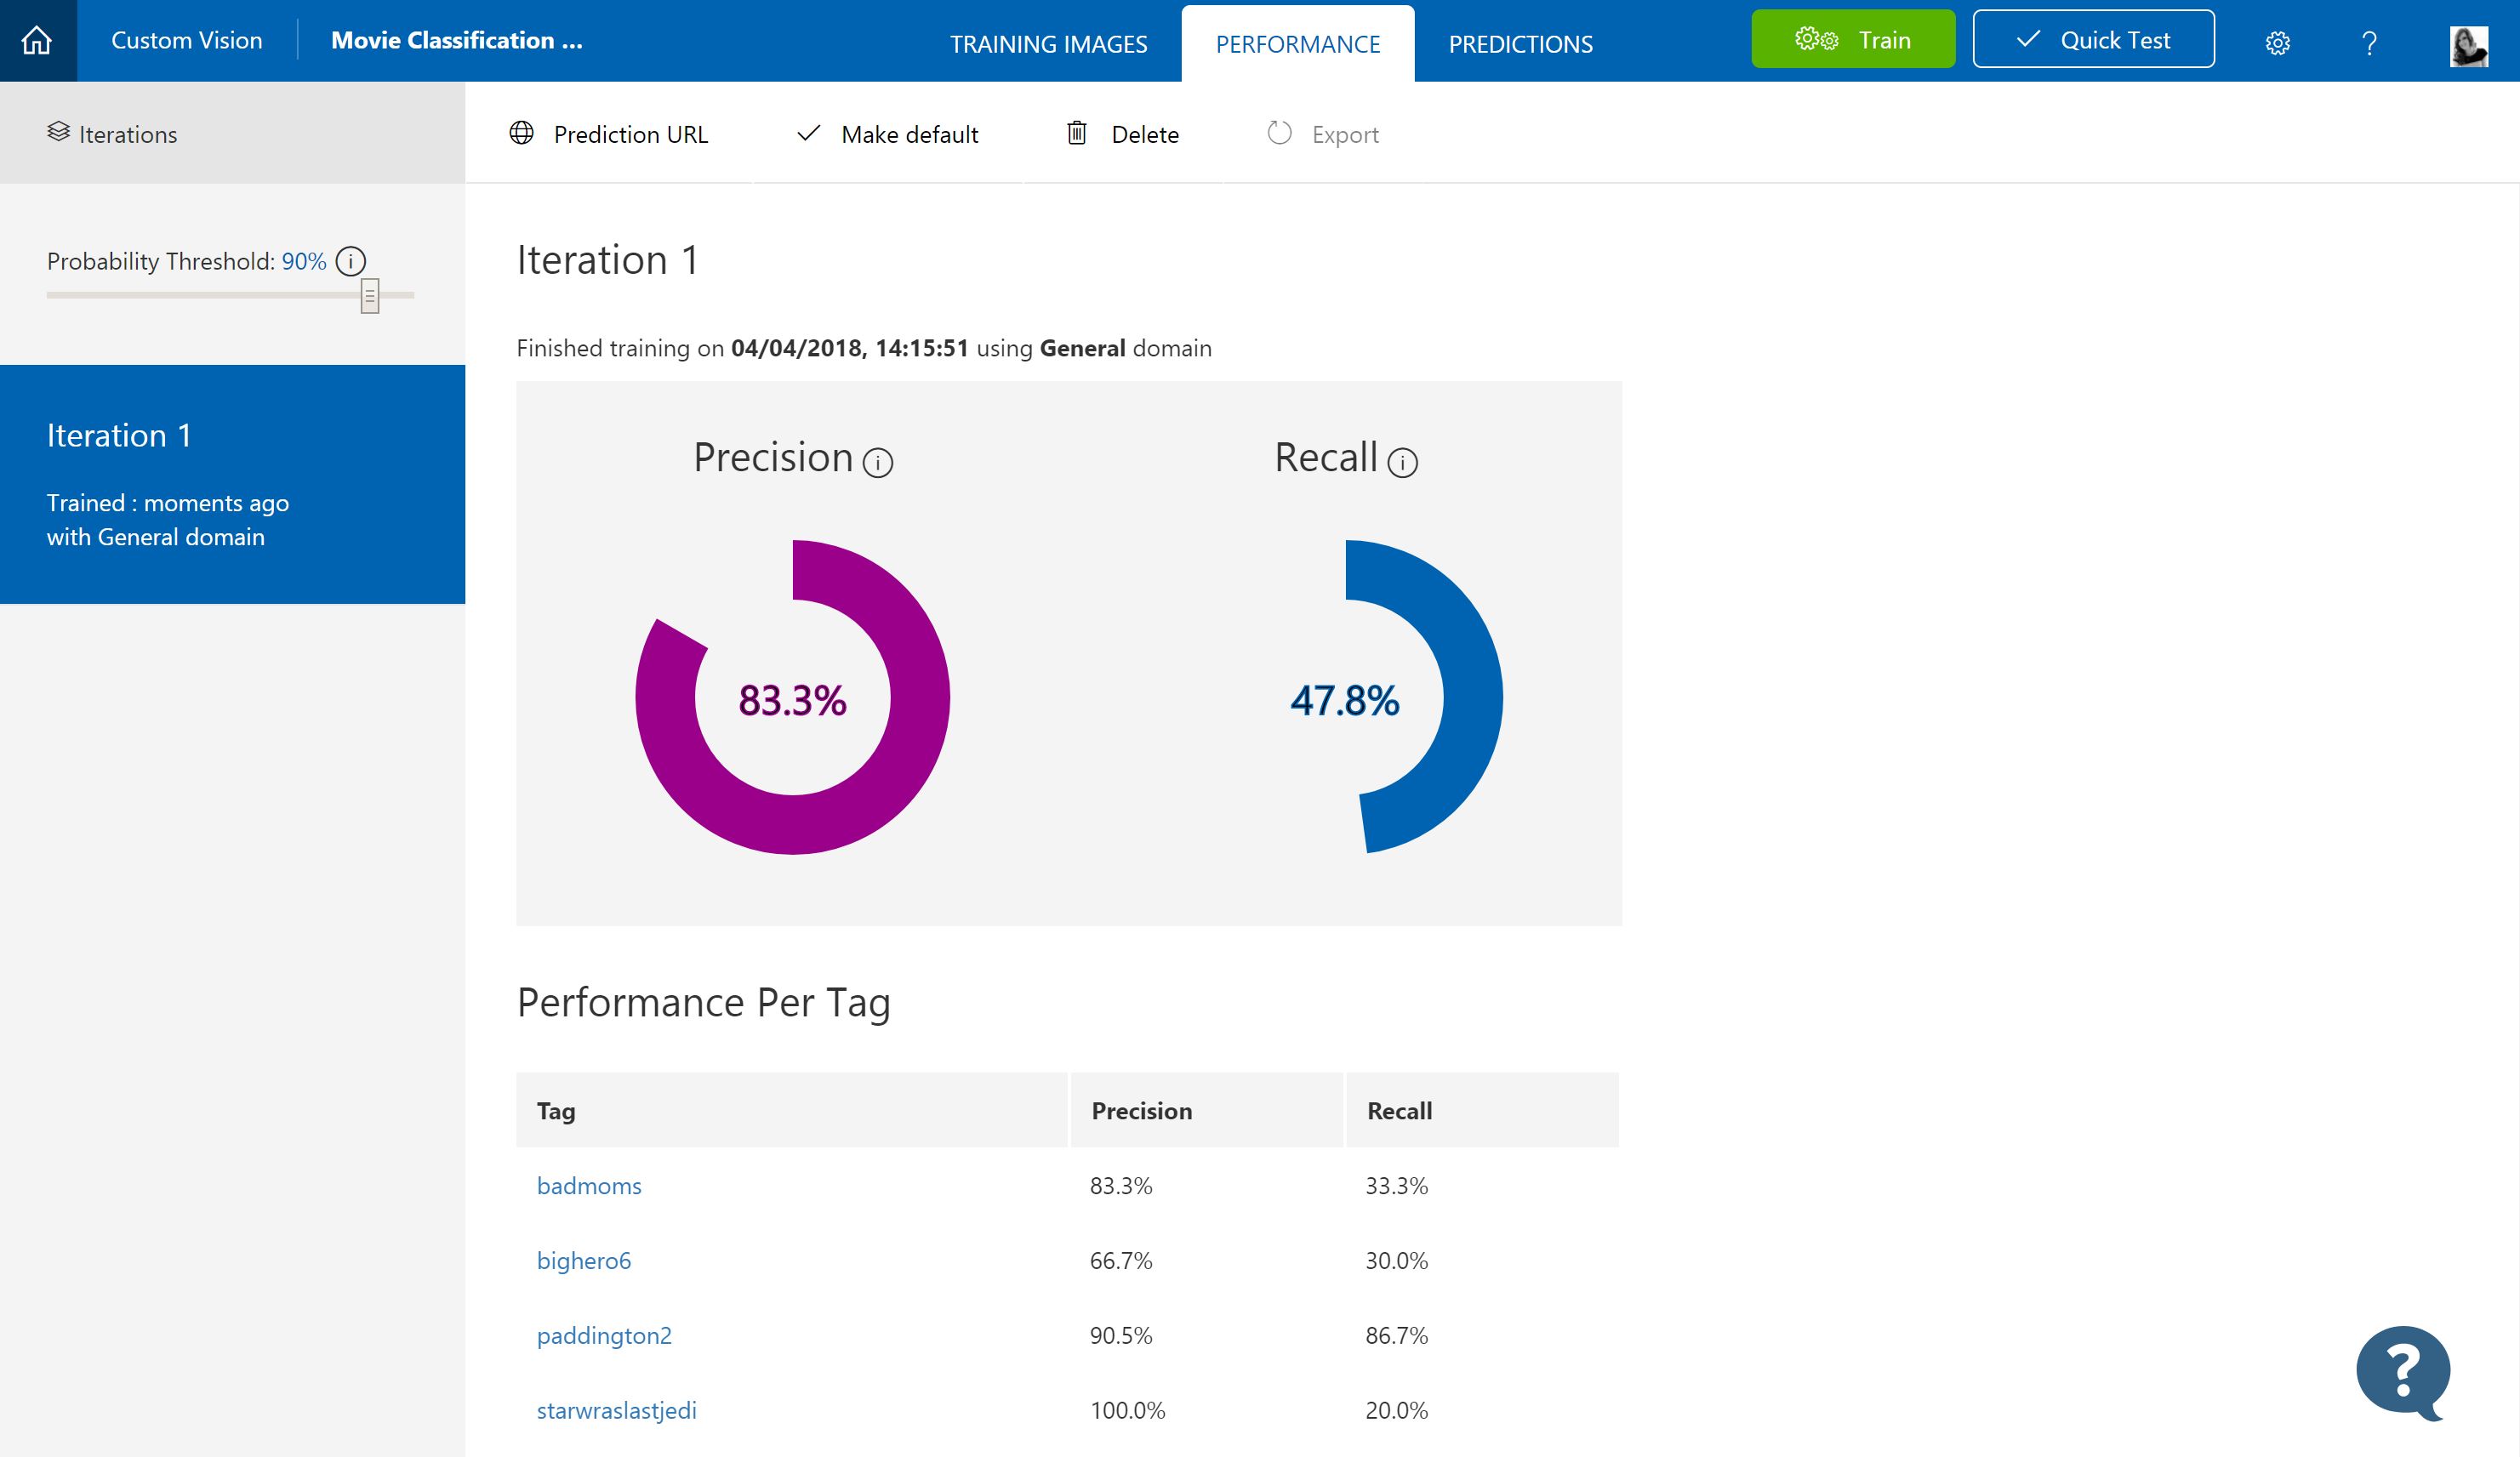 Custom Vision
Movie Classification ...
TRAINING IMAGES
PERFORMANCE
PREDICTIONS
Train
Quick Test
?
Iterations
Prediction URL
Make default
Delete
Export
Probability Threshold: 90% i
Iteration 1
Trained : moments ago
with General domain
Iteration 1
Finished training on 04/04/2018, 14:15:51 using General domain
Precision i
Recall i
83.3%
47.8%
Performance Per Tag
Tag Precision Recall
badmoms 83.3% 33.3%
bighero6 66.7% 30.0%
paddington2 90.5% 86.7%
starwraslastjedi 100.0% 20.0%
?